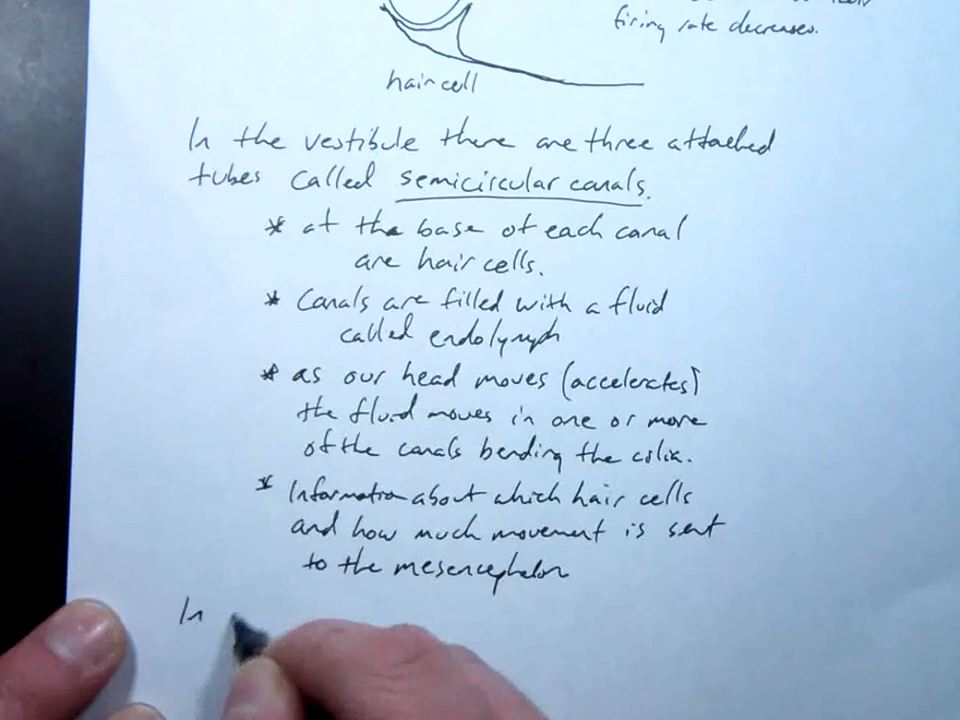 firing rate decreases.
hair cell
In the vestibule there are three attached
tubes called semicircular canals.
* at the base of each canal
are hair cells.
* Canals are filled with a fluid
called endolymph
* as our head moves (accelerates)
the fluid moves in one or more
of the canals bending the cilia.
* Information about which hair cells
and how much movement is sent
to the mesencephalon
In